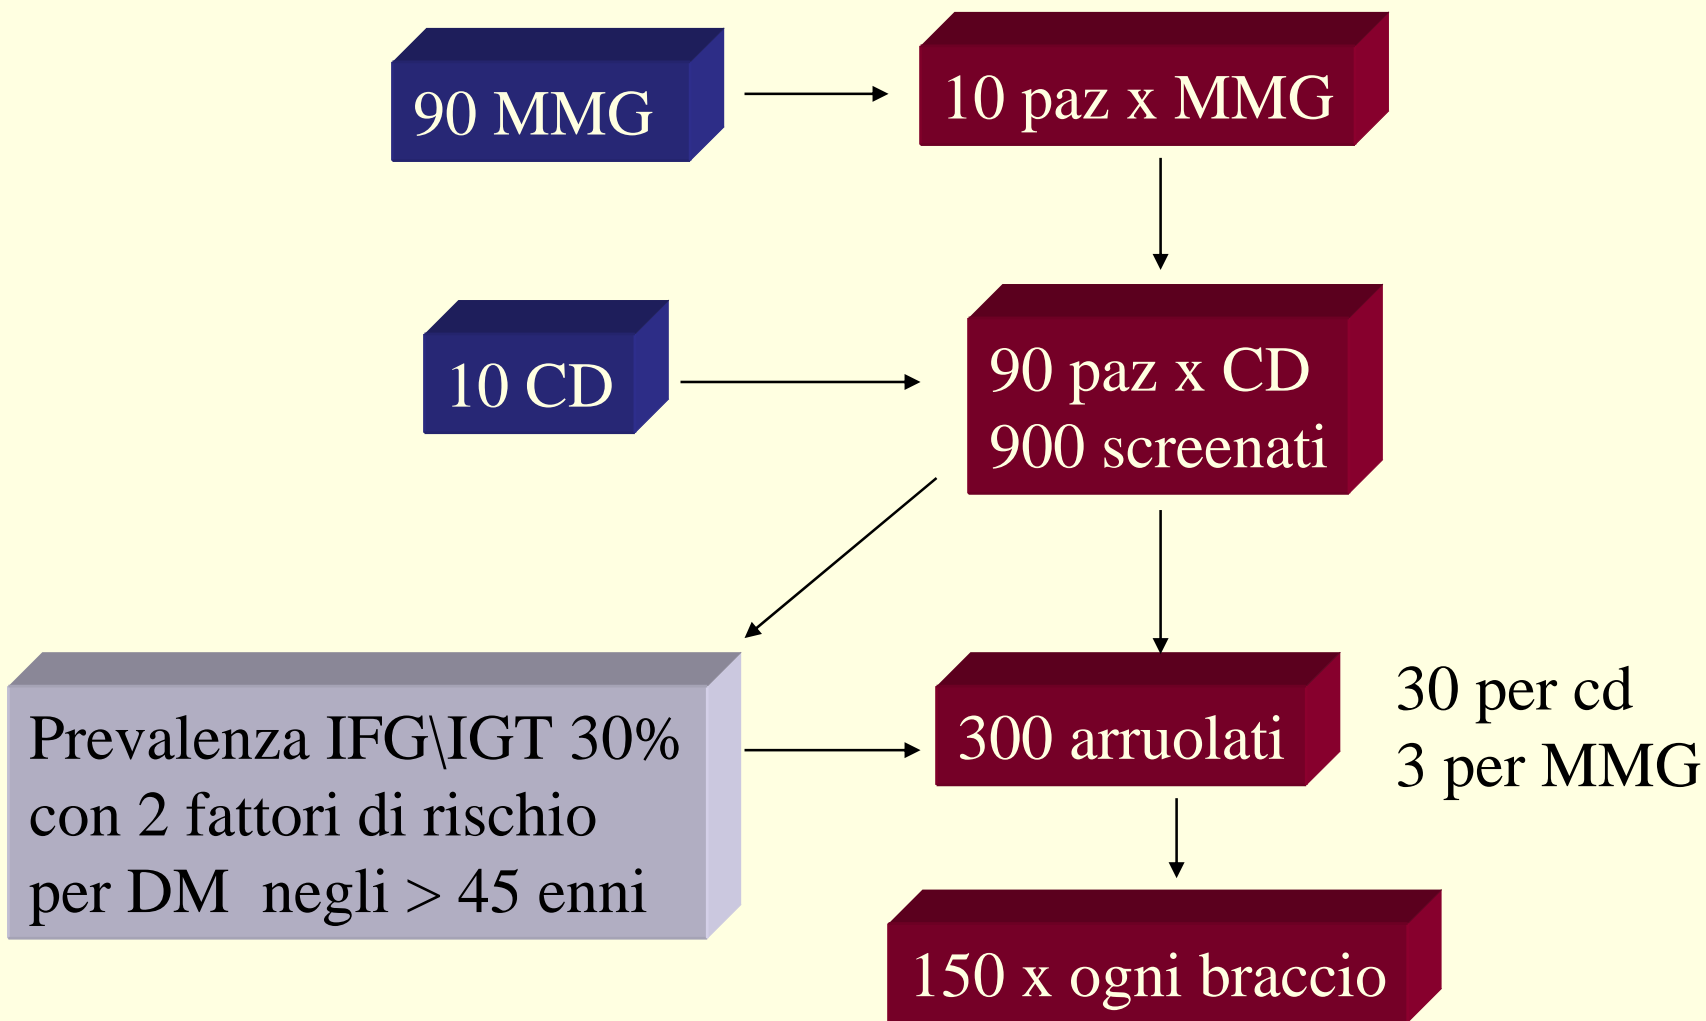 90 MMG
10 paz x MMG
10 CD
90 paz x CD
900 screenati
Prevalenza IFG\IGT 30%
con 2 fattori di rischio
per DM  negli > 45 enni
300 arruolati
30 per cd
3 per MMG
150 x ogni braccio